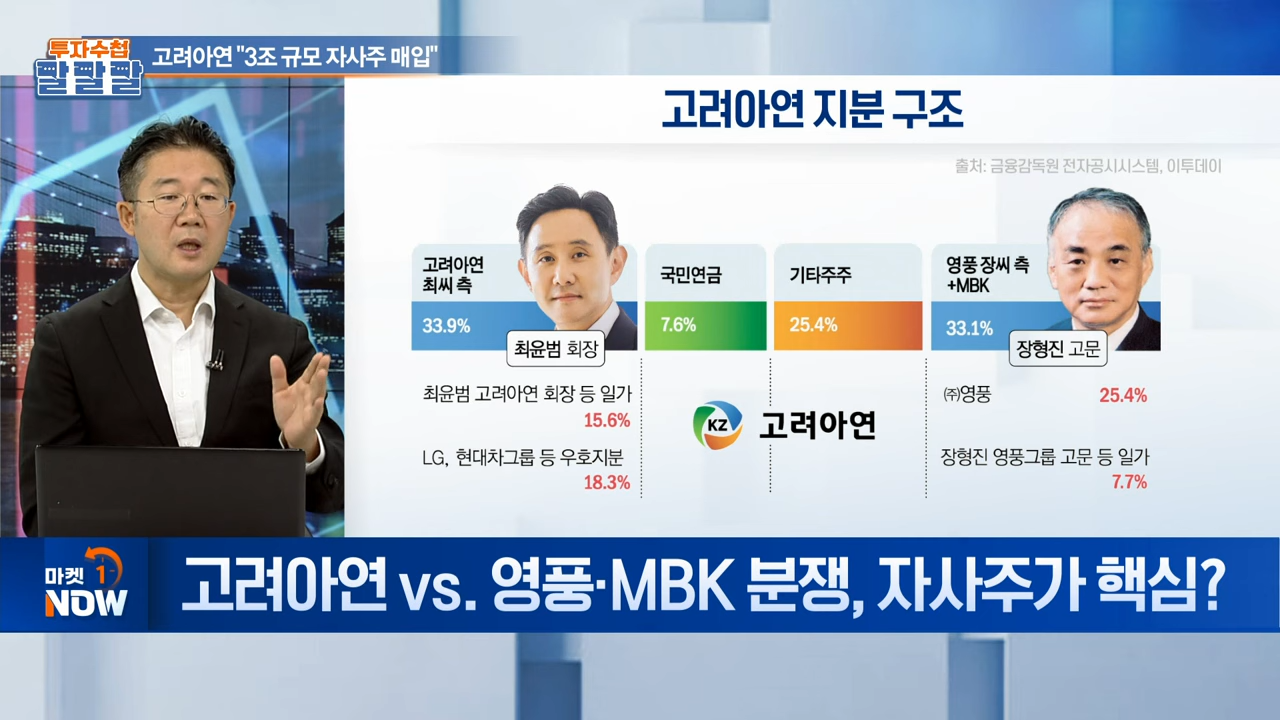 투자수첩
팔팔팔
고려아연 "3조 규모 자사주 매입"
고려아연 지분 구조
출처: 금융감독원 전자공시시스템, 이투데이
고려아연
최씨 측
33.9%
최윤범 회장
국민연금
7.6%
기타주주
25.4%
영풍 장씨 측
+MBK
33.1%
장형진 고문
최윤범 고려아연 회장 등 일가
15.6%
LG, 현대차그룹 등 우호지분
18.3%
KZ 고려아연
㈜영풍
25.4%
장형진 영풍그룹 고문 등 일가
7.7%
마켓 1
NOW
고려아연 vs. 영풍·MBK 분쟁, 자사주가 핵심?